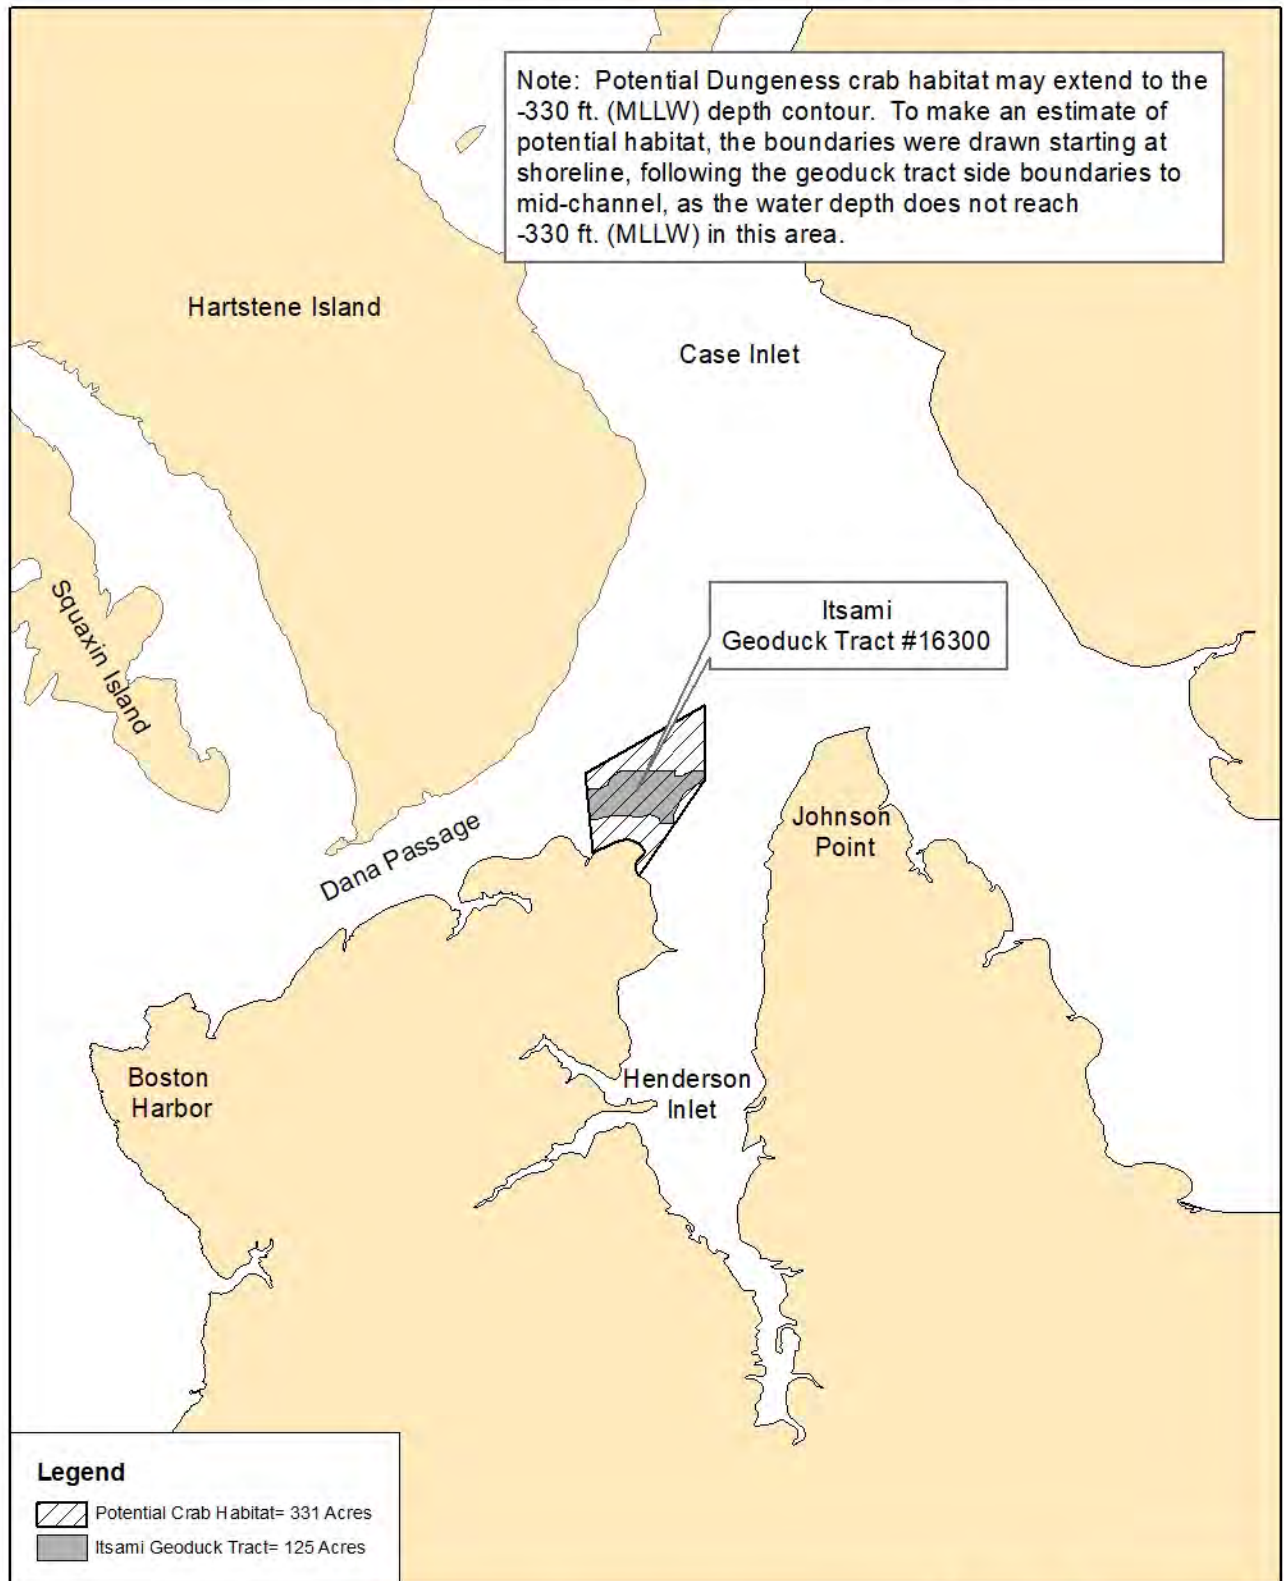 Note: Potential Dungeness crab habitat may extend to the
-330 ft. (MLLW) depth contour. To make an estimate of
potential habitat, the boundaries were drawn starting at
shoreline, following the geoduck tract side boundaries to
mid-channel, as the water depth does not reach
-330 ft. (MLLW) in this area.
Hartstene Island
Case Inlet
Squaxin Island
Itsami
Geoduck Tract #16300
Dana Passage
Johnson
Point
Boston
Harbor
Henderson
Inlet
Legend
Potential Crab Habitat= 331 Acres
Itsami Geoduck Tract= 125 Acres